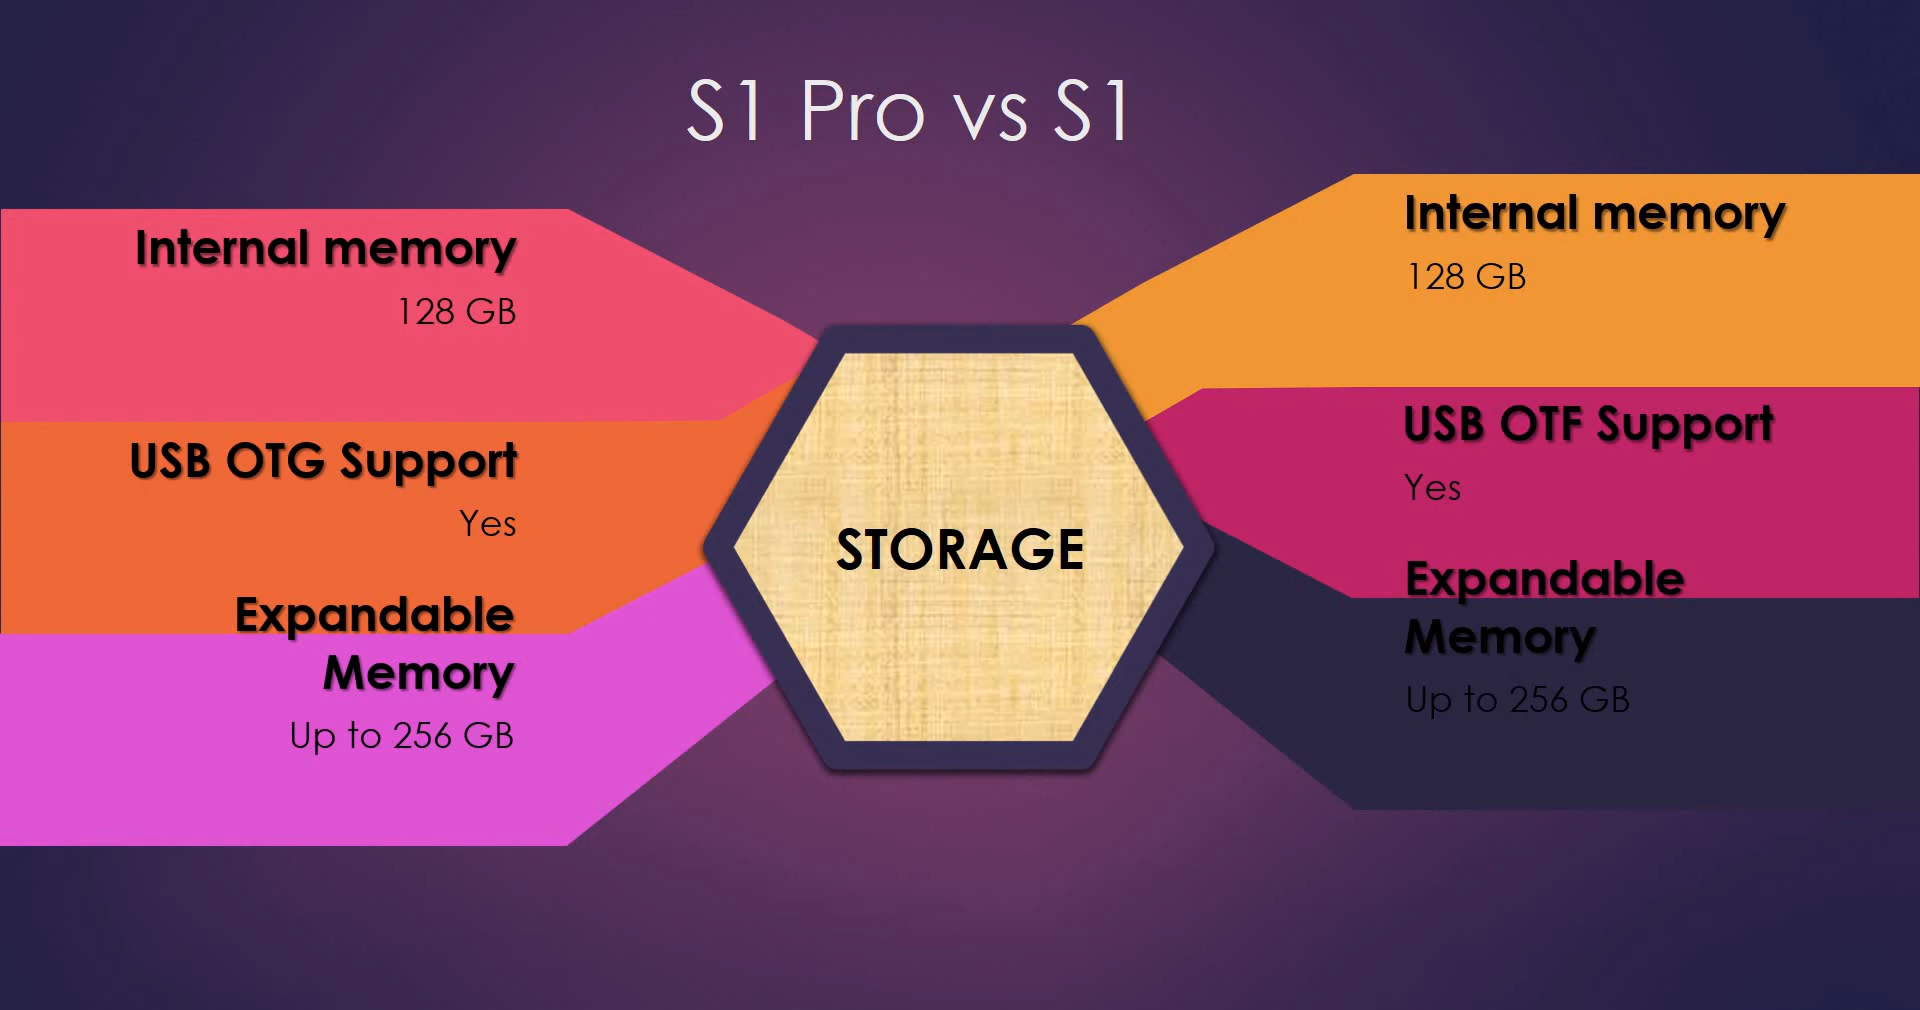 S1 Pro vs S1
Internal memory
128 GB
USB OTG Support
Yes
Expandable
Memory
Up to 256 GB
STORAGE
Internal memory
128 GB
USB OTF Support
Yes
Expandable
Memory
Up to 256 GB